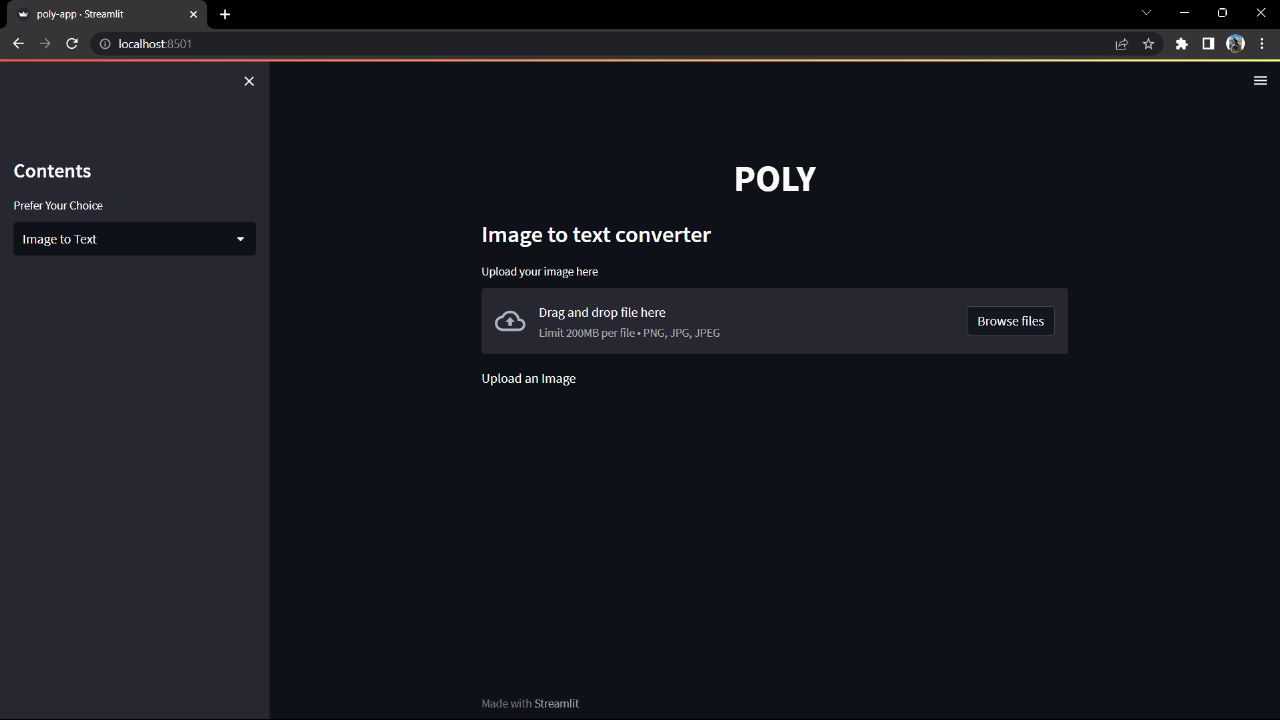 poly-app · Streamlit
localhost:8501
Contents
Prefer Your Choice
Image to Text
POLY
Image to text converter
Upload your image here
Drag and drop file here
Limit 200MB per file • PNG, JPG, JPEG
Browse files
Upload an Image
Made with Streamlit